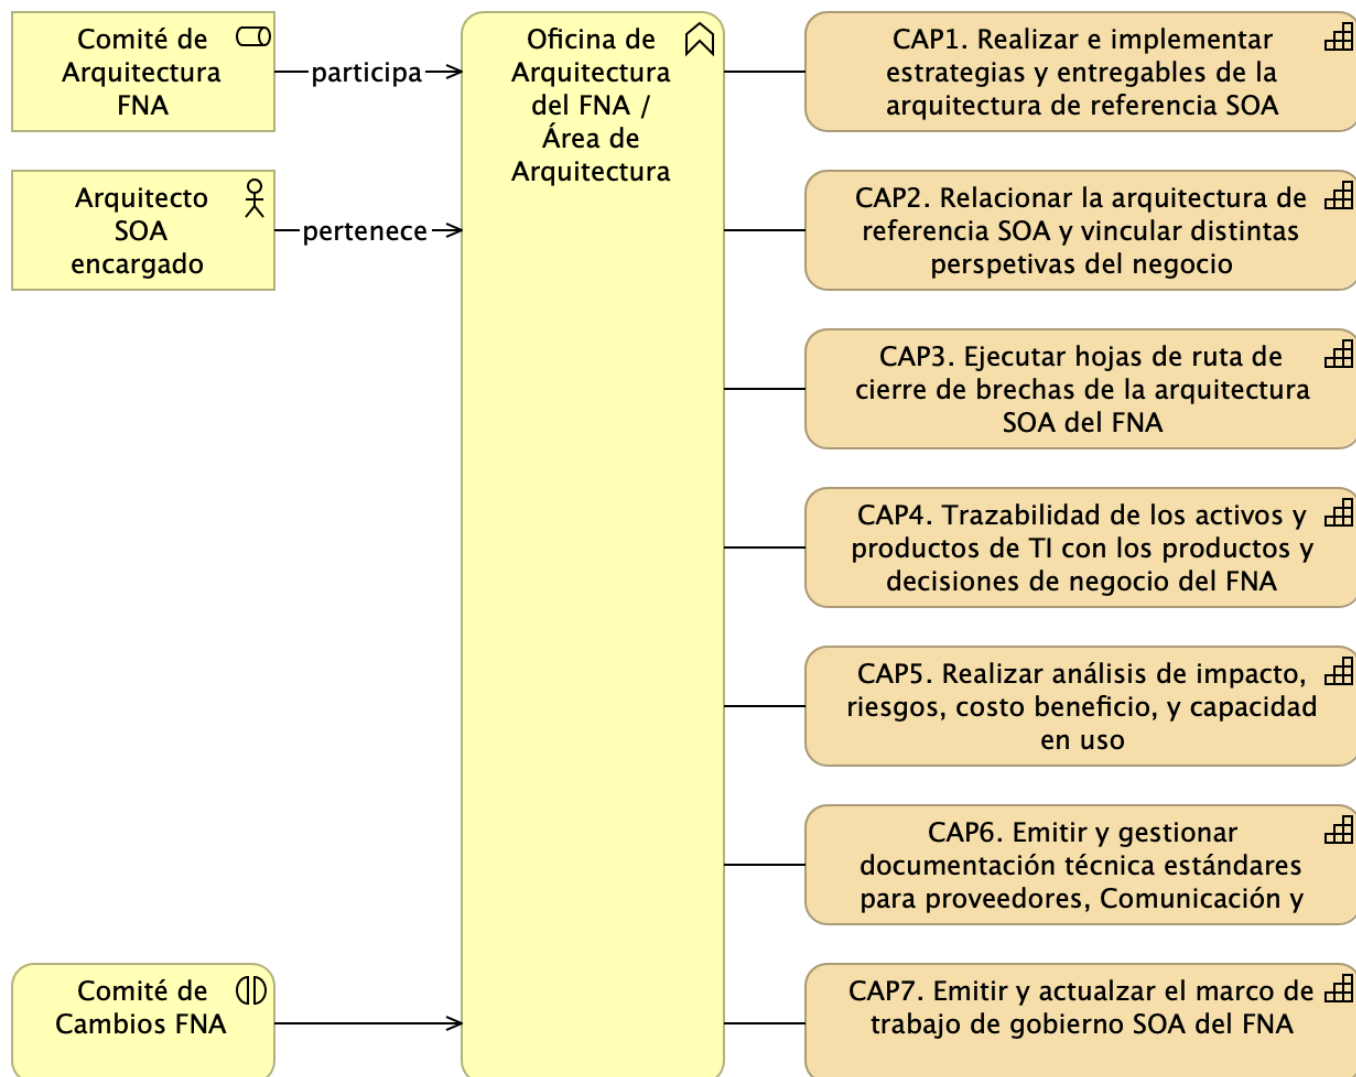 Comité de
Arquitectura
FNA
participa
Oficina de
Arquitectura
del FNA /
Área de
Arquitectura
CAP1. Realizar e implementar
estrategias y entregables de la
arquitectura de referencia SOA
Arquitecto
SOA
encargado
pertenece
CAP2. Relacionar la arquitectura de
referencia SOA y vincular distintas
perspetivas del negocio
CAP3. Ejecutar hojas de ruta de
cierre de brechas de la arquitectura
SOA del FNA
CAP4. Trazabilidad de los activos y
productos de TI con los productos y
decisiones de negocio del FNA
CAP5. Realizar análisis de impacto,
riesgos, costo beneficio, y capacidad
en uso
CAP6. Emitir y gestionar
documentación técnica estándares
para proveedores, Comunicación y
Comité de
Cambios FNA
CAP7. Emitir y actualzar el marco de
trabajo de gobierno SOA del FNA